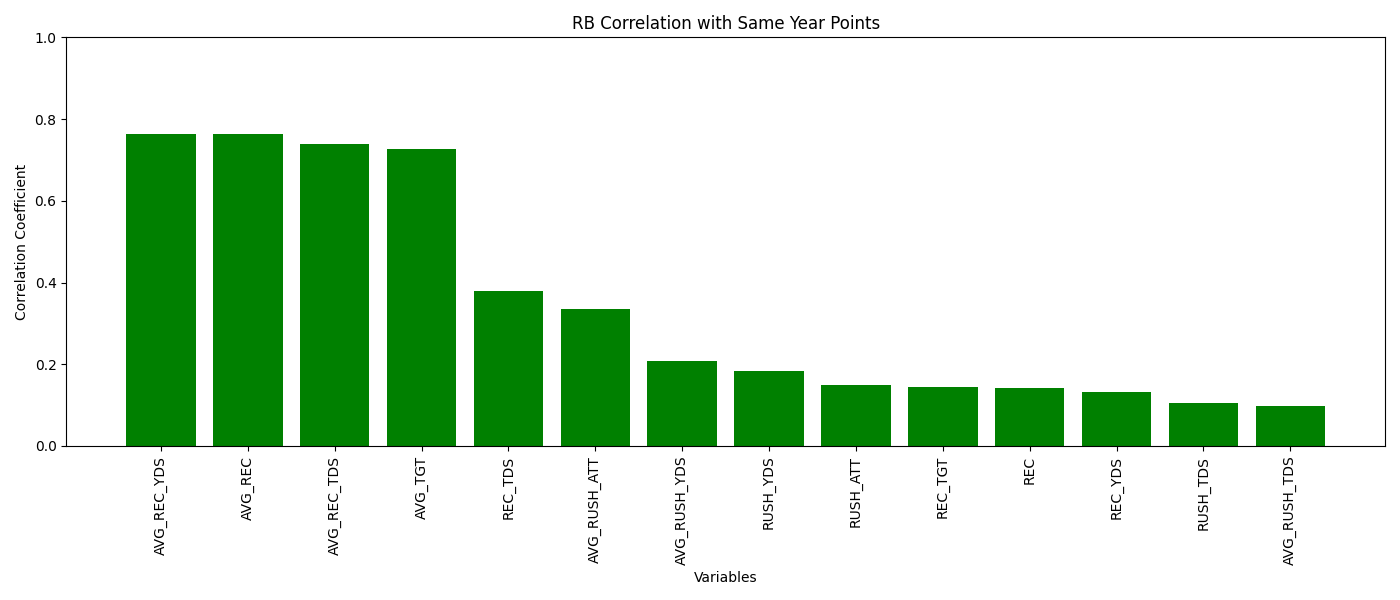 RB Correlation with Same Year Points
Correlation Coefficient
1.0
0.8
0.6
0.4
0.2
0.0
AVG_REC_YDS
AVG_REC
AVG_REC_TDS
AVG_TGT
REC_TDS
AVG_RUSH_ATT
AVG_RUSH_YDS
RUSH_YDS
RUSH_ATT
REC_TGT
REC
REC_YDS
RUSH_TDS
AVG_RUSH_TDS
Variables